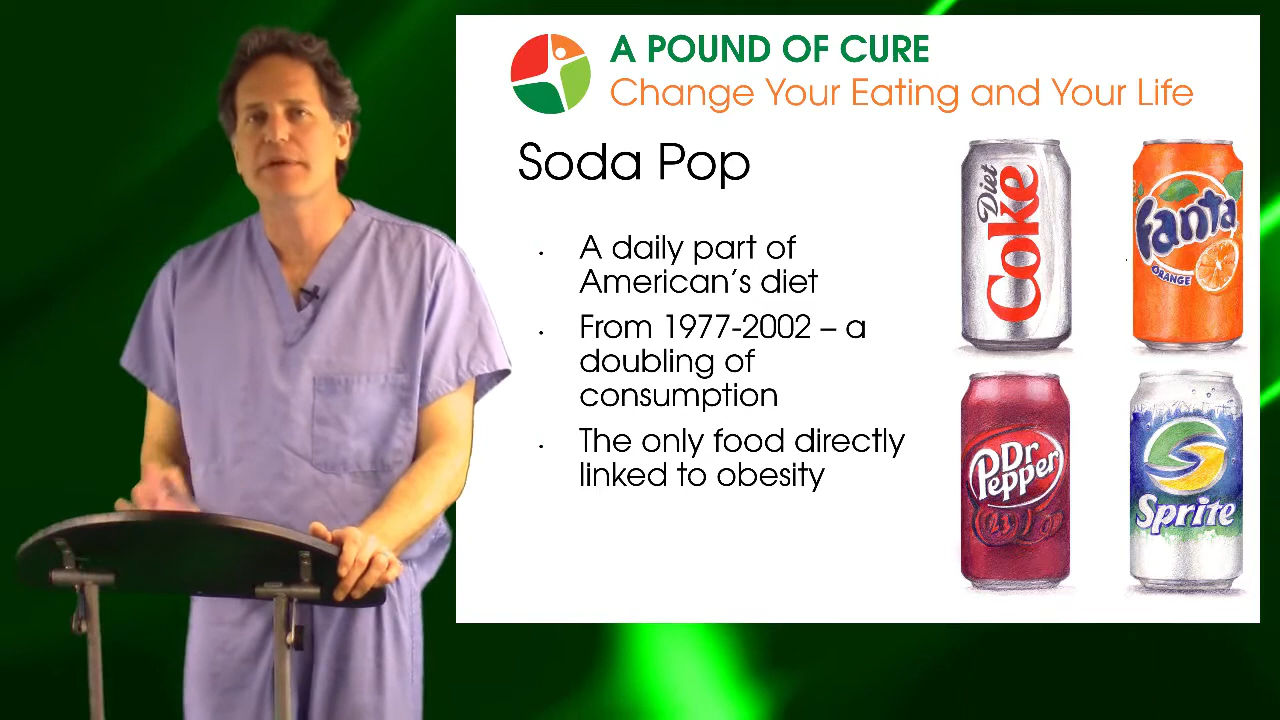 A POUND OF CURE
Change Your Eating and Your Life
Soda Pop
Diet
Coke
fanta
ORANGE
• A daily part of
American's diet
• From 1977-2002 – a
doubling of
consumption
• The only food directly
linked to obesity
Dr
Pepper
Sprite